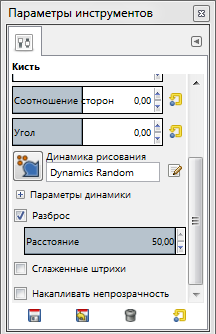 Параметры инструментов
Кисть
Соотношение сторон 0,00
Угол 0,00
Динамика рисования
Dynamics Random
Параметры динамики
Разброс
Расстояние 50,00
Сглаженные штрихи
Накапливать непрозрачность